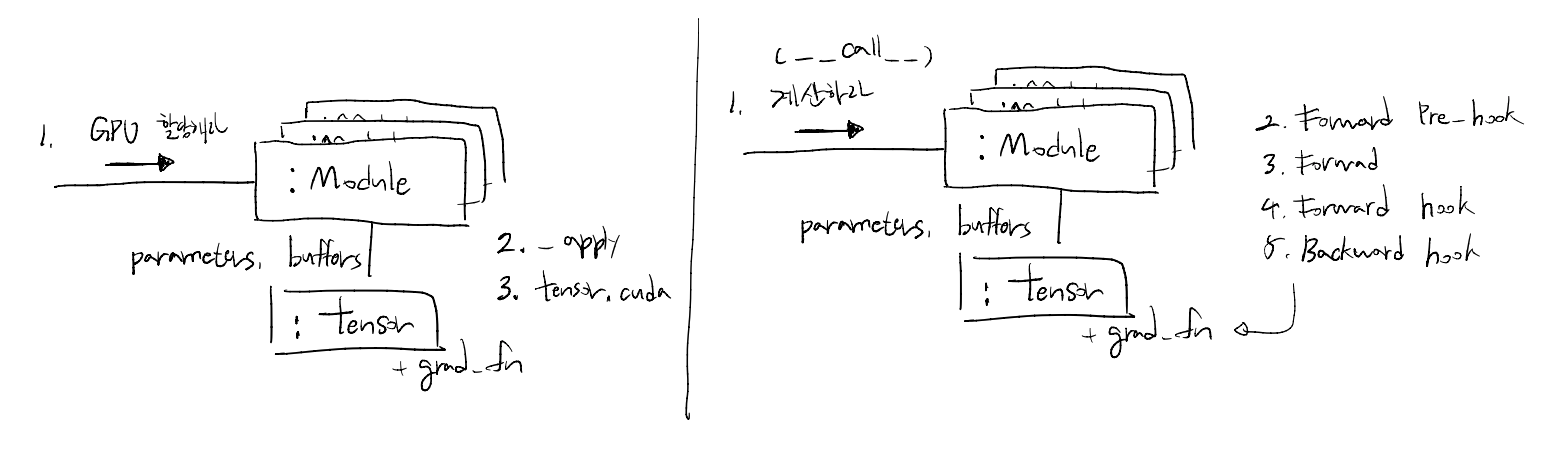 1. GPU 할당해라
: Module
parameters, buffers
2. _apply
3. tensor.cuda
: tensor
+ grad_fn
(__call__)
1. 계산하라
: Module
parameters, buffers
: tensor
+ grad_fn
2. Forward Pre-hook
3. Forward
4. Forward hook
5. Backward hook